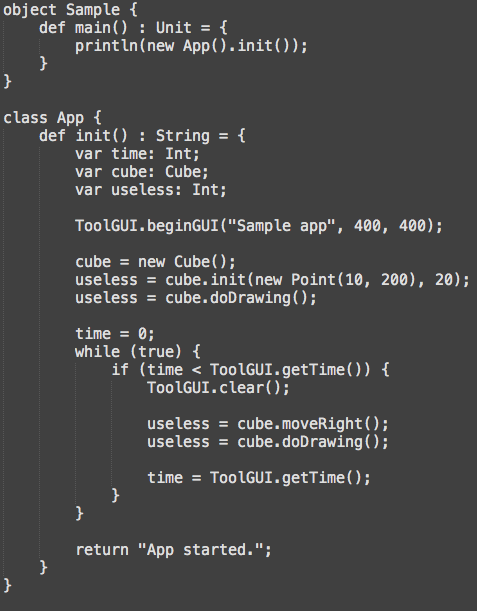 object Sample {
    def main() : Unit = {
        println(new App().init());
    }
}

class App {
    def init() : String = {
        var time: Int;
        var cube: Cube;
        var useless: Int;

        ToolGUI.beginGUI("Sample app", 400, 400);

        cube = new Cube();
        useless = cube.init(new Point(10, 200), 20);
        useless = cube.doDrawing();

        time = 0;
        while (true) {
            if (time < ToolGUI.getTime()) {
                ToolGUI.clear();

                useless = cube.moveRight();
                useless = cube.doDrawing();

                time = ToolGUI.getTime();
            }
        }

        return "App started.";
    }
}